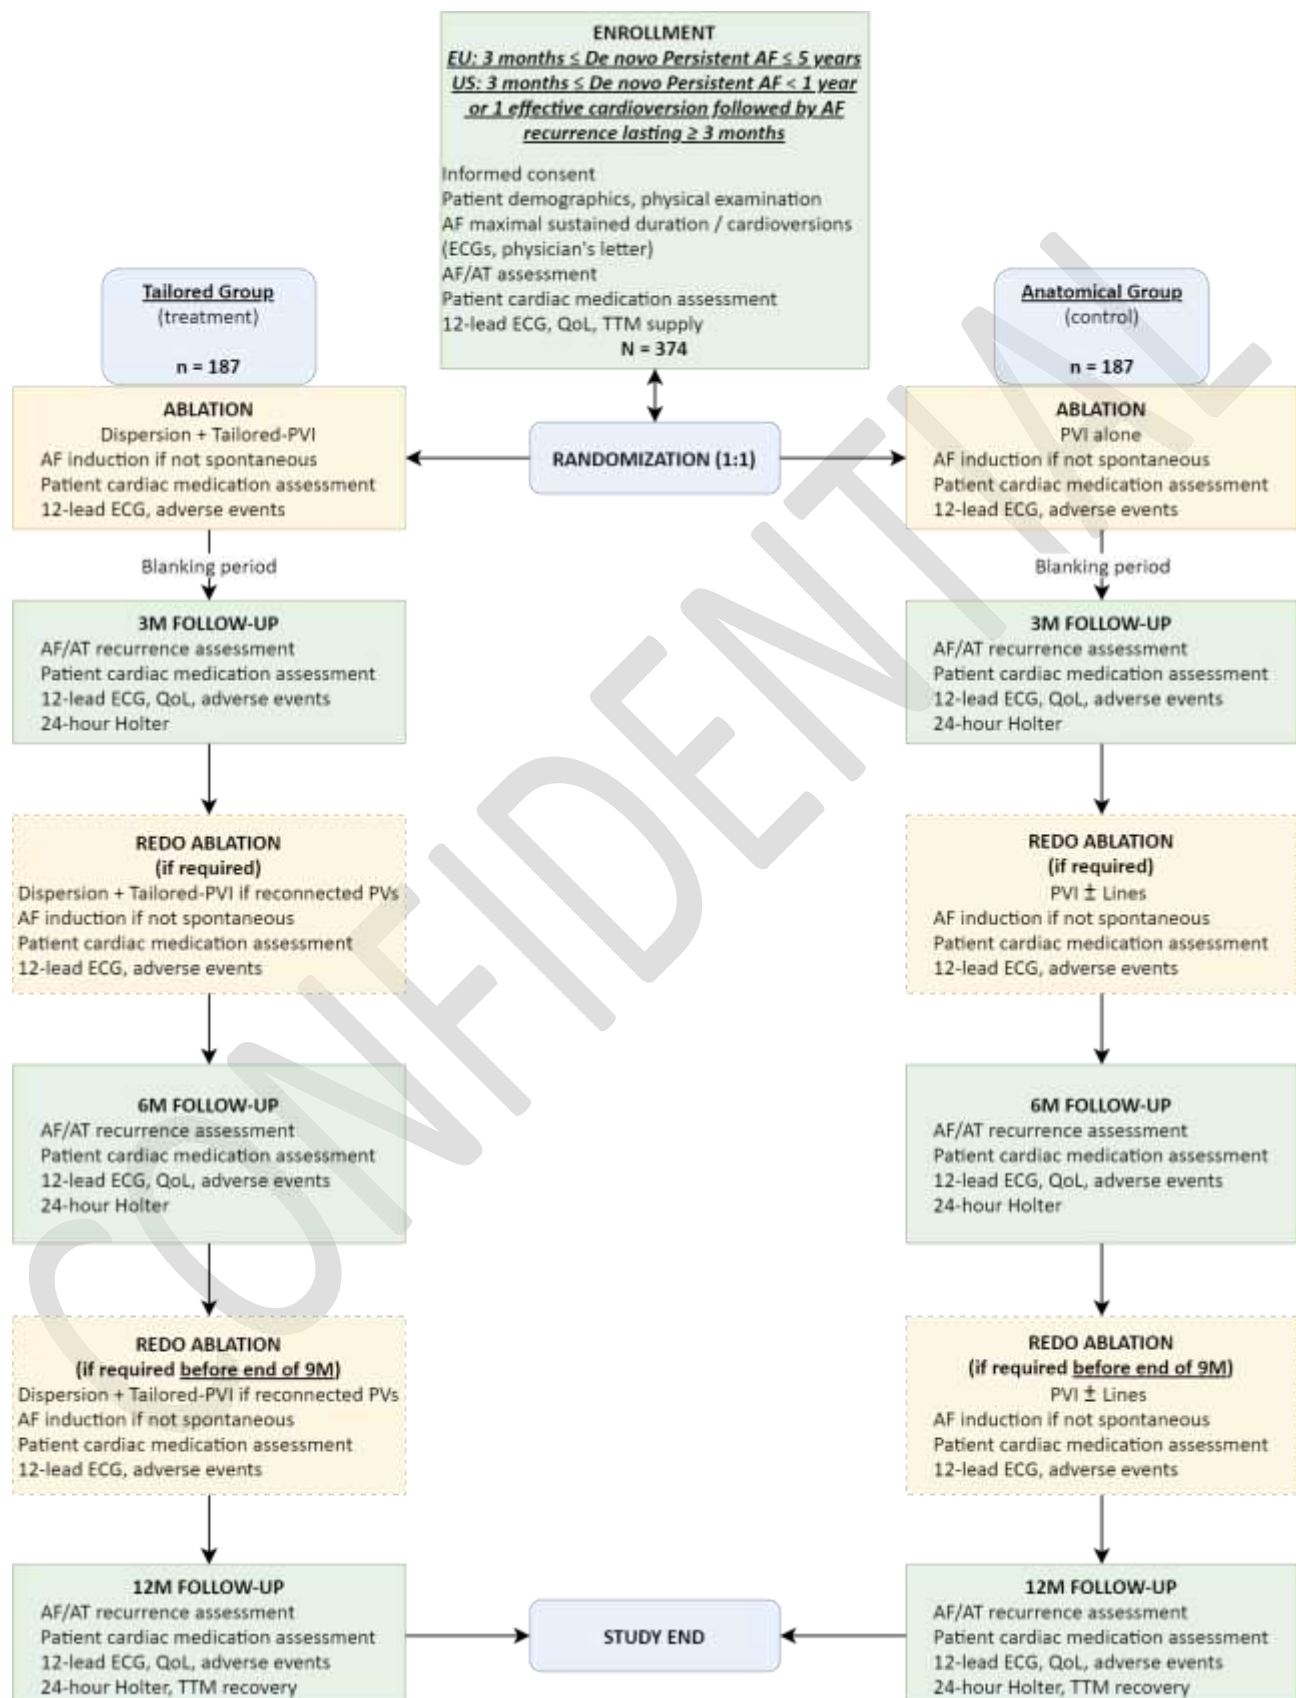 ENROLLMENT
EU: 3 months ≤ De novo Persistent AF ≤ 5 years
US: 3 months ≤ De novo Persistent AF < 1 year
or 1 effective cardioversion followed by AF
recurrence lasting ≥ 3 months
Informed consent
Patient demographics, physical examination
AF maximal sustained duration / cardioversions
(ECGs, physician's letter)
AF/AT assessment
Patient cardiac medication assessment
12-lead ECG, QoL, TTM supply
N = 374
RANDOMIZATION (1:1)
Tailored Group
(treatment)
n = 187
ABLATION
Dispersion + Tailored-PVI
AF induction if not spontaneous
Patient cardiac medication assessment
12-lead ECG, adverse events
Blanking period
3M FOLLOW-UP
AF/AT recurrence assessment
Patient cardiac medication assessment
12-lead ECG, QoL, adverse events
24-hour Holter
REDO ABLATION
(if required)
Dispersion + Tailored-PVI if reconnected PVs
AF induction if not spontaneous
Patient cardiac medication assessment
12-lead ECG, adverse events
6M FOLLOW-UP
AF/AT recurrence assessment
Patient cardiac medication assessment
12-lead ECG, QoL, adverse events
24-hour Holter
REDO ABLATION
(if required before end of 9M)
Dispersion + Tailored-PVI if reconnected PVs
AF induction if not spontaneous
Patient cardiac medication assessment
12-lead ECG, adverse events
12M FOLLOW-UP
AF/AT recurrence assessment
Patient cardiac medication assessment
12-lead ECG, QoL, adverse events
24-hour Holter, TTM recovery
Anatomical Group
(control)
n = 187
ABLATION
PVI alone
AF induction if not spontaneous
Patient cardiac medication assessment
12-lead ECG, adverse events
Blanking period
3M FOLLOW-UP
AF/AT recurrence assessment
Patient cardiac medication assessment
12-lead ECG, QoL, adverse events
24-hour Holter
REDO ABLATION
(if required)
PVI ± Lines
AF induction if not spontaneous
Patient cardiac medication assessment
12-lead ECG, adverse events
6M FOLLOW-UP
AF/AT recurrence assessment
Patient cardiac medication assessment
12-lead ECG, QoL, adverse events
24-hour Holter
REDO ABLATION
(if required before end of 9M)
PVI ± Lines
AF induction if not spontaneous
Patient cardiac medication assessment
12-lead ECG, adverse events
12M FOLLOW-UP
AF/AT recurrence assessment
Patient cardiac medication assessment
12-lead ECG, QoL, adverse events
24-hour Holter, TTM recovery
STUDY END
CONFIDENTIAL